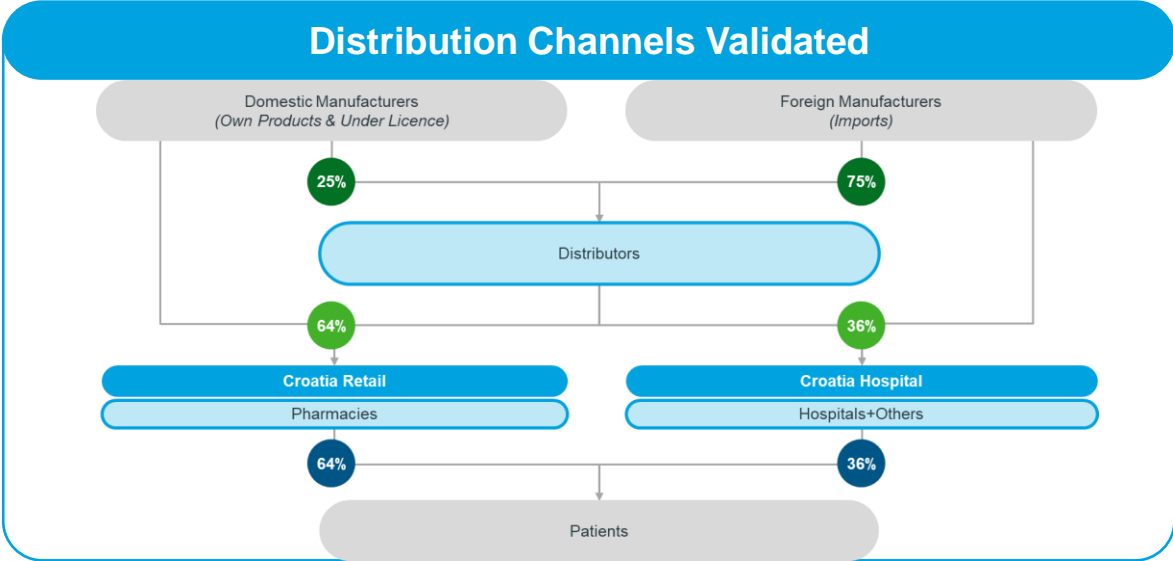 Distribution Channels Validated
Domestic Manufacturers
(Own Products & Under Licence)
Foreign Manufacturers
(Imports)
25%
75%
Distributors
64%
36%
Croatia Retail
Croatia Hospital
Pharmacies
Hospitals+Others
64%
36%
Patients